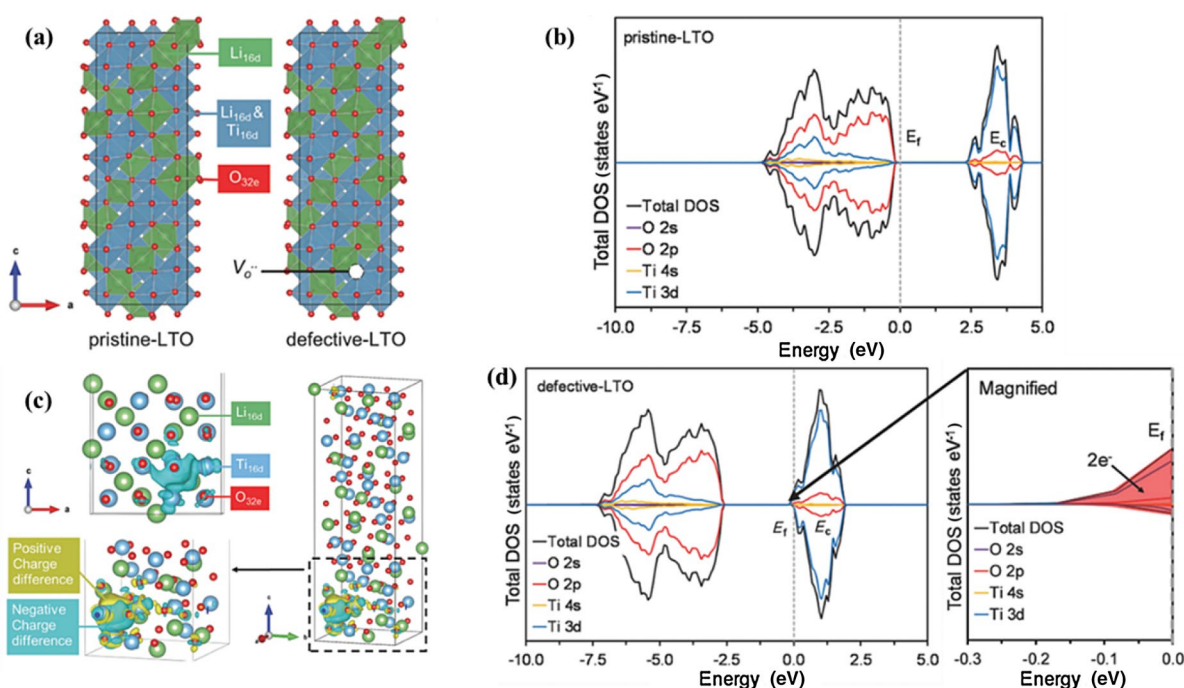 (a)
Li16d
Li16d &
Ti16d
O32e
Vo··
c
a
pristine-LTO
defective-LTO
(b)
pristine-LTO
Total DOS (states eV-1)
Ef
Ec
Total DOS
O 2s
O 2p
Ti 4s
Ti 3d
-10.0 -7.5 -5.0 -2.5 0.0 2.5 5.0
Energy (eV)
(c)
Li16d
Ti16d
O32e
c
a
Positive
Charge
difference
Negative
Charge
difference
c
b
(d)
defective-LTO
Total DOS (states eV-1)
Ef
Ec
Total DOS
O 2s
O 2p
Ti 4s
Ti 3d
-10.0 -7.5 -5.0 -2.5 0.0 2.5 5.0
Energy (eV)
Magnified
Ef
2e-
Total DOS (states eV-1)
Total DOS
O 2s
O 2p
Ti 4s
Ti 3d
-0.3 -0.2 -0.1 0.0
Energy (eV)